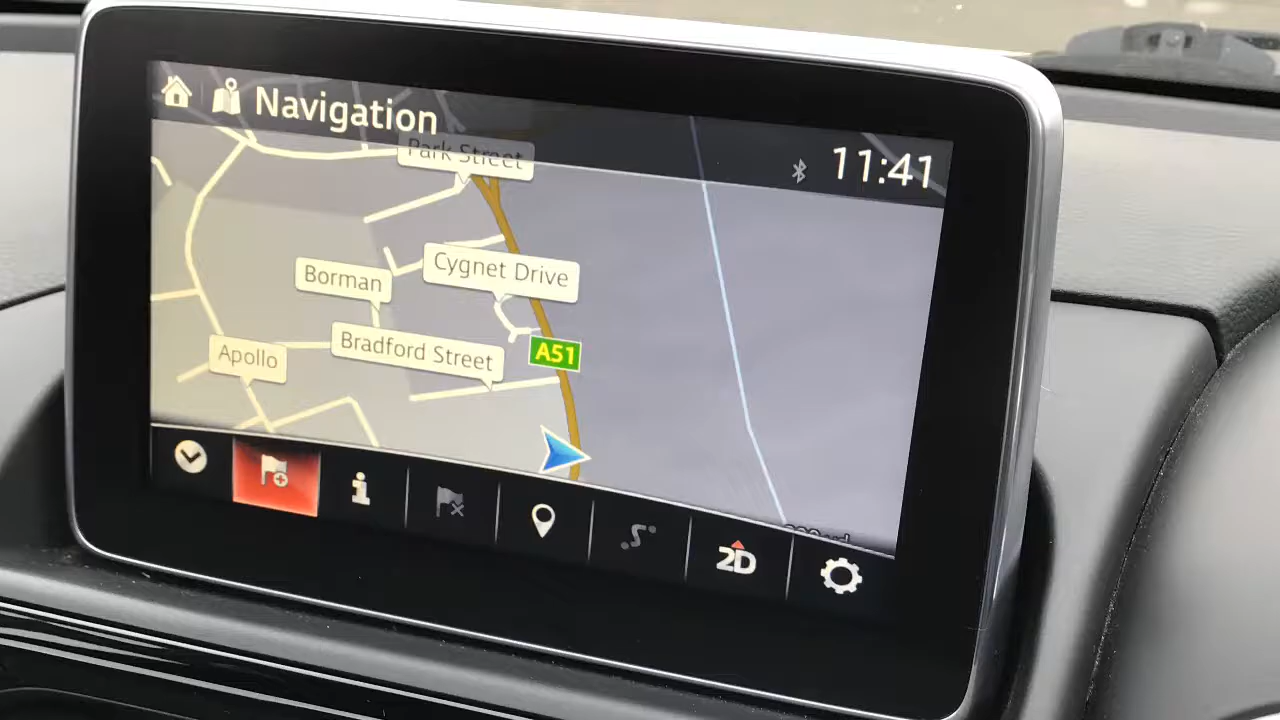 Navigation
11:41
Park Street
Cygnet Drive
Borman
Bradford Street
A51
Apollo
2D